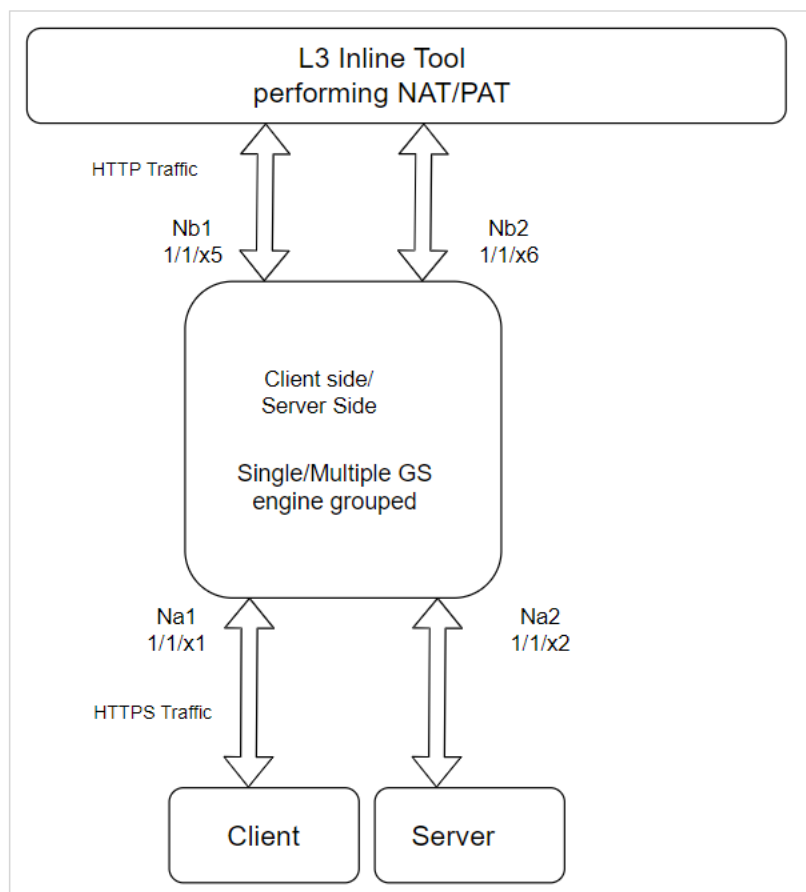 L3 Inline Tool
performing NAT/PAT
HTTP Traffic
Nb1
1/1/x5
Nb2
1/1/x6
Client side/
Server Side
Single/Multiple GS
engine grouped
Na1
1/1/x1
Na2
1/1/x2
HTTPS Traffic
Client
Server